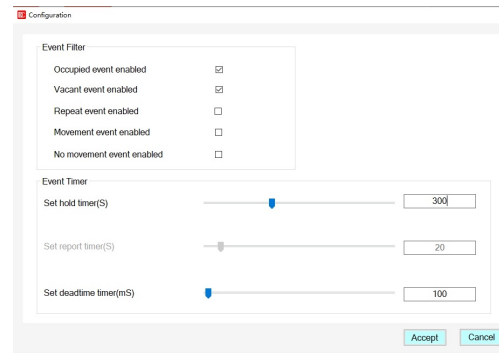 Configuration
Event Filter
Occupied event enabled
Vacant event enabled
Repeat event enabled
Movement event enabled
No movement event enabled
Event Timer
Set hold timer(S) 300
Set report timer(S) 20
Set deadtime timer(mS) 100
Accept Cancel